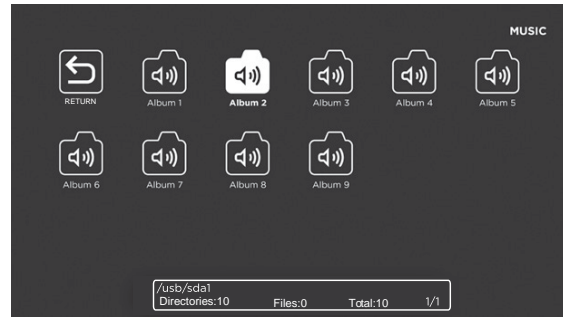 MUSIC
RETURN
Album 1
Album 2
Album 3
Album 4
Album 5
Album 6
Album 7
Album 8
Album 9
/usb/sda1
Directories:10 Files:0 Total:10 1/1